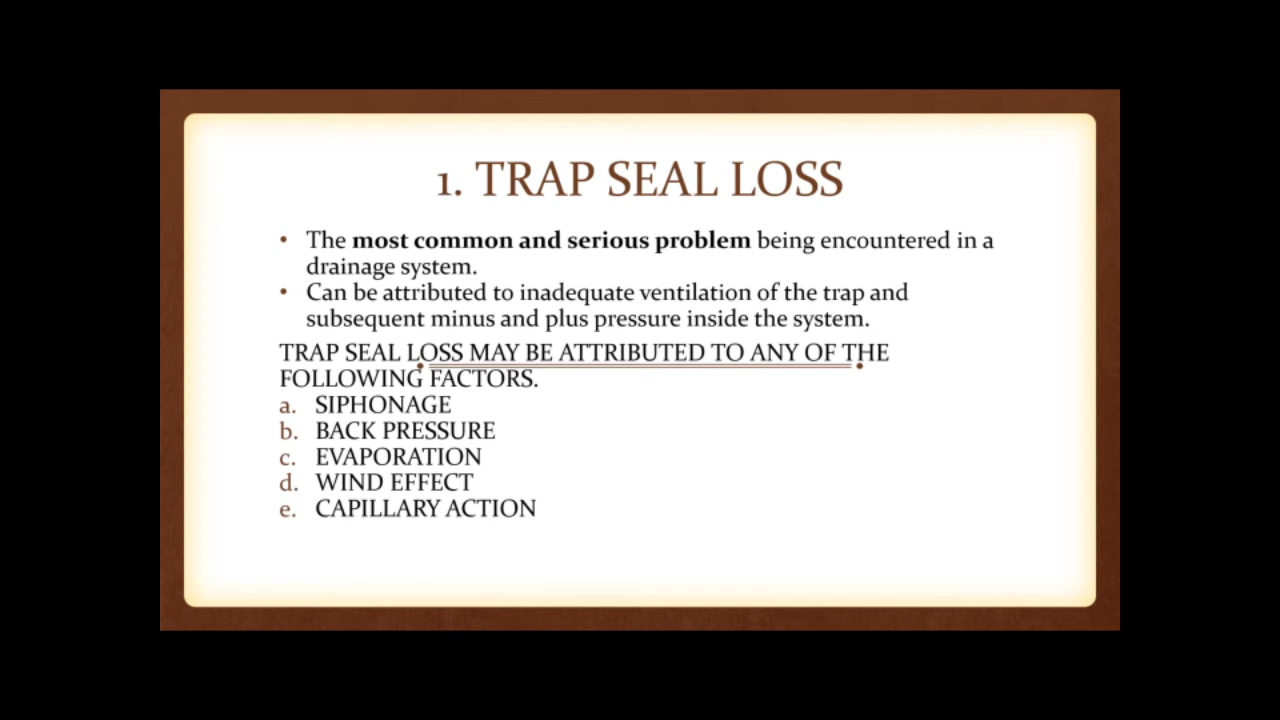 1. TRAP SEAL LOSS
• The most common and serious problem being encountered in a
drainage system.
• Can be attributed to inadequate ventilation of the trap and
subsequent minus and plus pressure inside the system.
TRAP SEAL LOSS MAY BE ATTRIBUTED TO ANY OF THE
FOLLOWING FACTORS.
a. SIPHONAGE
b. BACK PRESSURE
c. EVAPORATION
d. WIND EFFECT
e. CAPILLARY ACTION